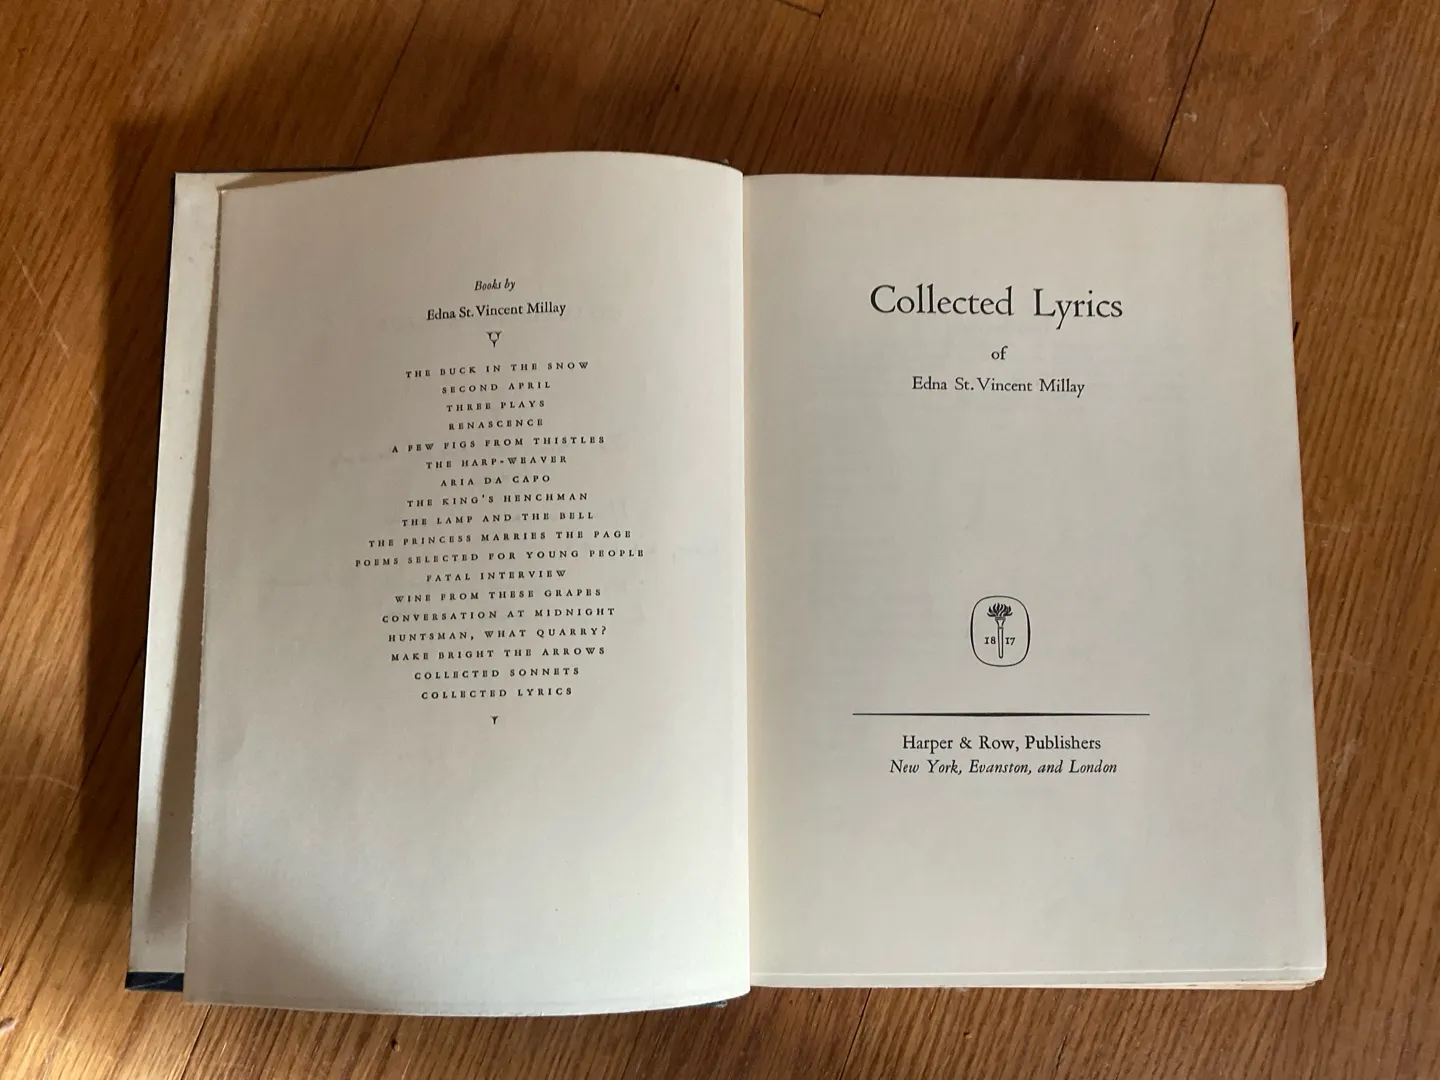 Books by
Edna St. Vincent Millay
THE BUCK IN THE SNOW
SECOND APRIL
THREE PLAYS
RENASCENCE
A FEW FIGS FROM THISTLES
THE HARP-WEAVER
ARIA DA CAPO
THE KING'S HENCHMAN
THE LAMP AND THE BELL
THE PRINCESS MARRIES THE PAGE
POEMS SELECTED FOR YOUNG PEOPLE
FATAL INTERVIEW
WINE FROM THESE GRAPES
CONVERSATION AT MIDNIGHT
HUNTSMAN, WHAT QUARRY?
MAKE BRIGHT THE ARROWS
COLLECTED SONNETS
COLLECTED LYRICS
Collected Lyrics
of
Edna St. Vincent Millay
18 17
Harper & Row, Publishers
New York, Evanston, and London